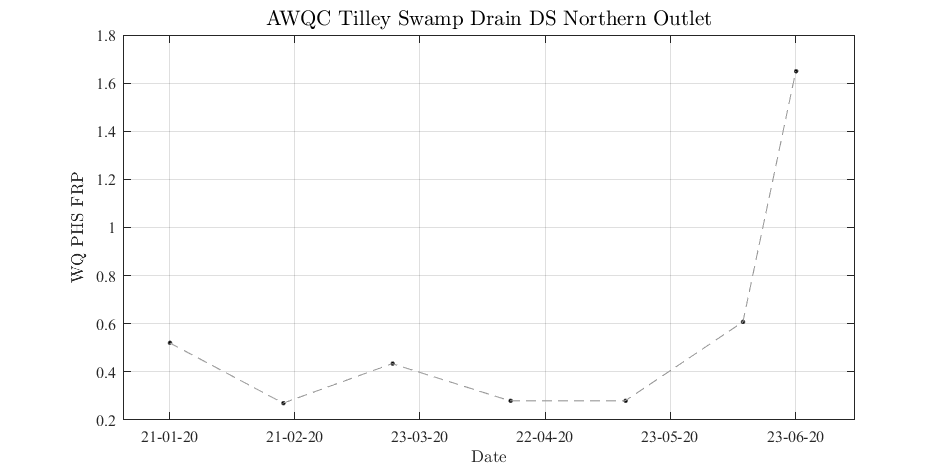 AWQC Tilley Swamp Drain DS Northern Outlet
1.8
1.6
1.4
1.2
1
0.8
0.6
0.4
0.2
WQ PHS FRP
21-01-20 21-02-20 23-03-20 22-04-20 23-05-20 23-06-20
Date